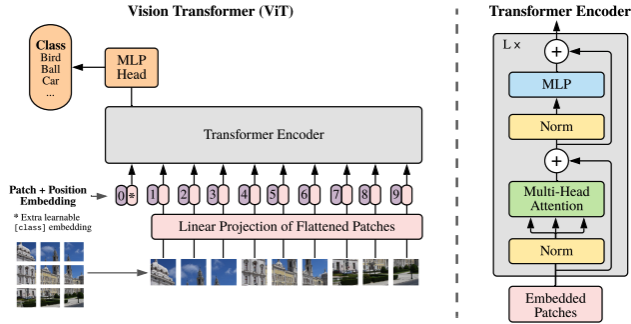 Vision Transformer (ViT)
Transformer Encoder
Class
Bird
Ball
Car
...
MLP
Head
Transformer Encoder
Patch + Position
Embedding
0 * 1 2 3 4 5 6 7 8 9
* Extra learnable
[class] embedding
Linear Projection of Flattened Patches
L x
+
MLP
Norm
+
Multi-Head
Attention
Norm
Embedded
Patches